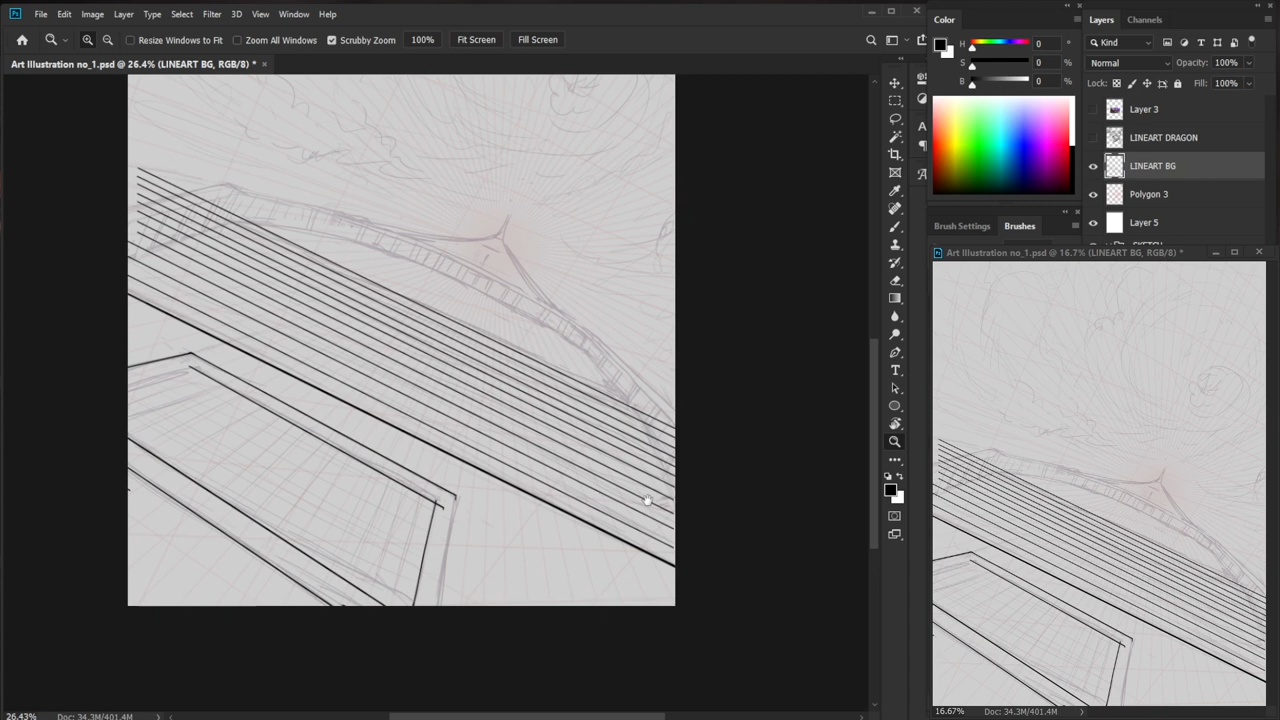 Ps File Edit Image Layer Type Select Filter 3D View Window Help
Resize Windows to Fit Zoom All Windows Scrubby Zoom 100% Fit Screen Fill Screen
Art Illustration no_1.psd @ 26.4% (LINEART BG, RGB/8) *
26.43% Doc: 34.3M/401.4M
Color
H 0 °
S 0 %
B 0 %
Brush Settings Brushes
Layers Channels
Kind
Normal Opacity: 100%
Lock: Fill: 100%
Layer 3
LINEART DRAGON
LINEART BG
Polygon 3
Layer 5
Art Illustration no_1.psd @ 16.7% (LINEART BG, RGB/8) *
16.67% Doc: 34.3M/401.4M